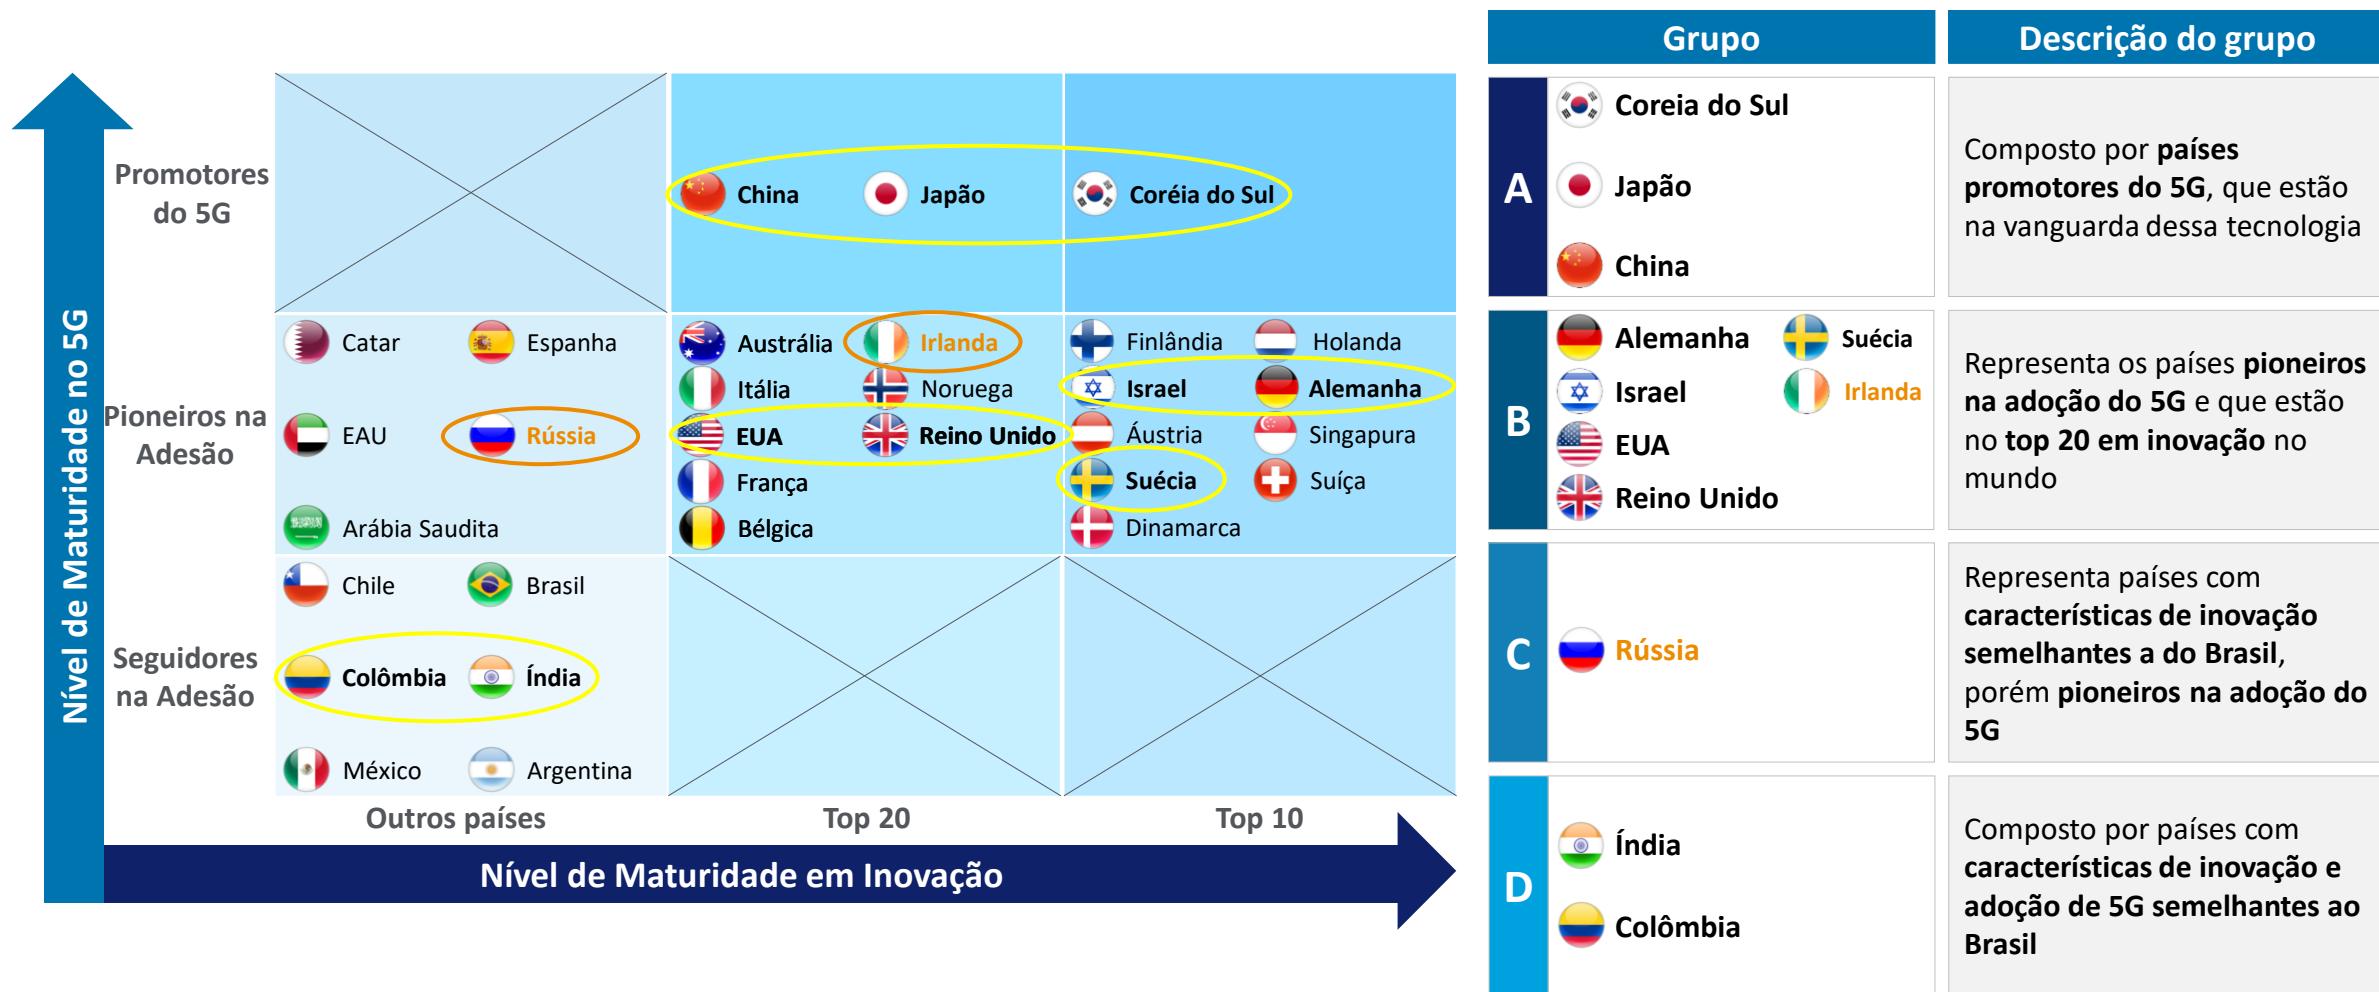 Nível de Maturidade no 5G
Promotores
do 5G
China
Japão
Coréia do Sul
Pioneiros na
Adesão
Catar
Espanha
EAU
Rússia
Arábia Saudita
Austrália
Irlanda
Itália
Noruega
EUA
Reino Unido
França
Bélgica
Finlândia
Holanda
Israel
Alemanha
Áustria
Singapura
Suécia
Suíça
Dinamarca
Seguidores
na Adesão
Chile
Brasil
Colômbia
Índia
México
Argentina
Outros países
Top 20
Top 10
Nível de Maturidade em Inovação
Grupo
Descrição do grupo
A
Coreia do Sul
Japão
China
Composto por países
promotores do 5G, que estão
na vanguarda dessa tecnologia
B
Alemanha
Suécia
Israel
Irlanda
EUA
Reino Unido
Representa os países pioneiros
na adoção do 5G e que estão
no top 20 em inovação no
mundo
C
Rússia
Representa países com
características de inovação
semelhantes a do Brasil,
porém pioneiros na adoção do
5G
D
Índia
Colômbia
Composto por países com
características de inovação e
adoção de 5G semelhantes ao
Brasil